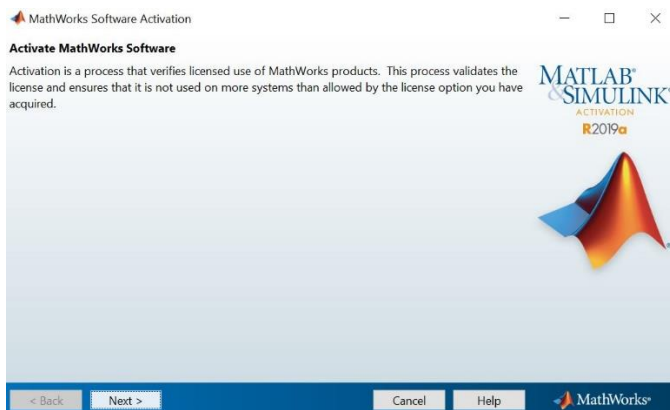 MathWorks Software Activation
Activate MathWorks Software
Activation is a process that verifies licensed use of MathWorks products.  This process validates the
license and ensures that it is not used on more systems than allowed by the license option you have
acquired.
MATLAB®
&SIMULINK®
ACTIVATION
R2019a
< Back
Next >
Cancel
Help
MathWorks®